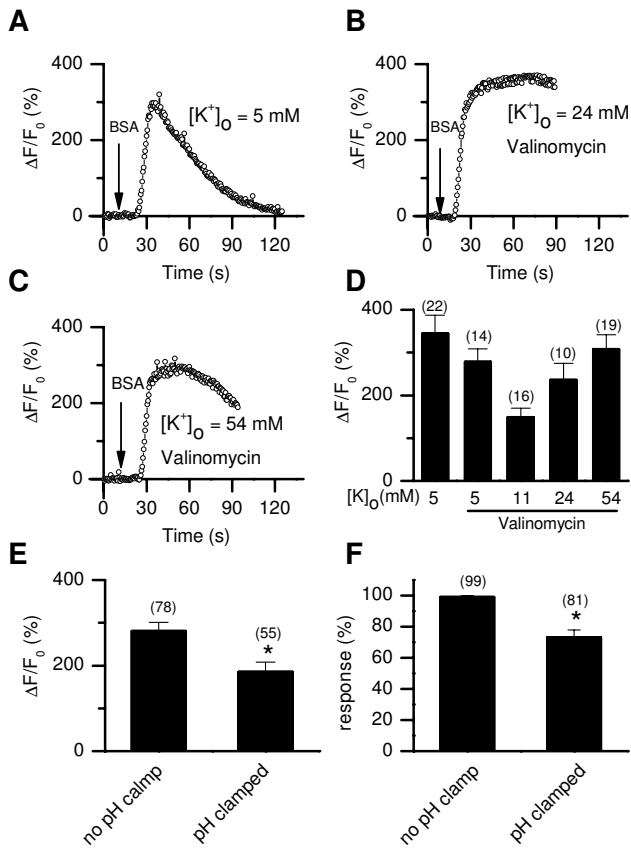 A
400
200
0
ΔF/F₀ (%)
BSA
[K⁺]o = 5 mM
0 30 60 90 120
Time (s)
B
400
200
0
ΔF/F₀ (%)
BSA
[K⁺]o = 24 mM
Valinomycin
0 30 60 90 120
Time (s)
C
400
200
0
ΔF/F₀ (%)
BSA
[K⁺]o = 54 mM
Valinomycin
0 30 60 90 120
Time (s)
D
400
200
0
ΔF/F₀ (%)
(22)
(14)
(16)
(10)
(19)
[K]o(mM) 5 5 11 24 54
Valinomycin
E
400
200
0
ΔF/F₀ (%)
(78)
(55)
*
no pH calmp
pH clamped
F
100
80
60
40
20
0
response (%)
(99)
(81)
*
no pH clamp
pH clamped